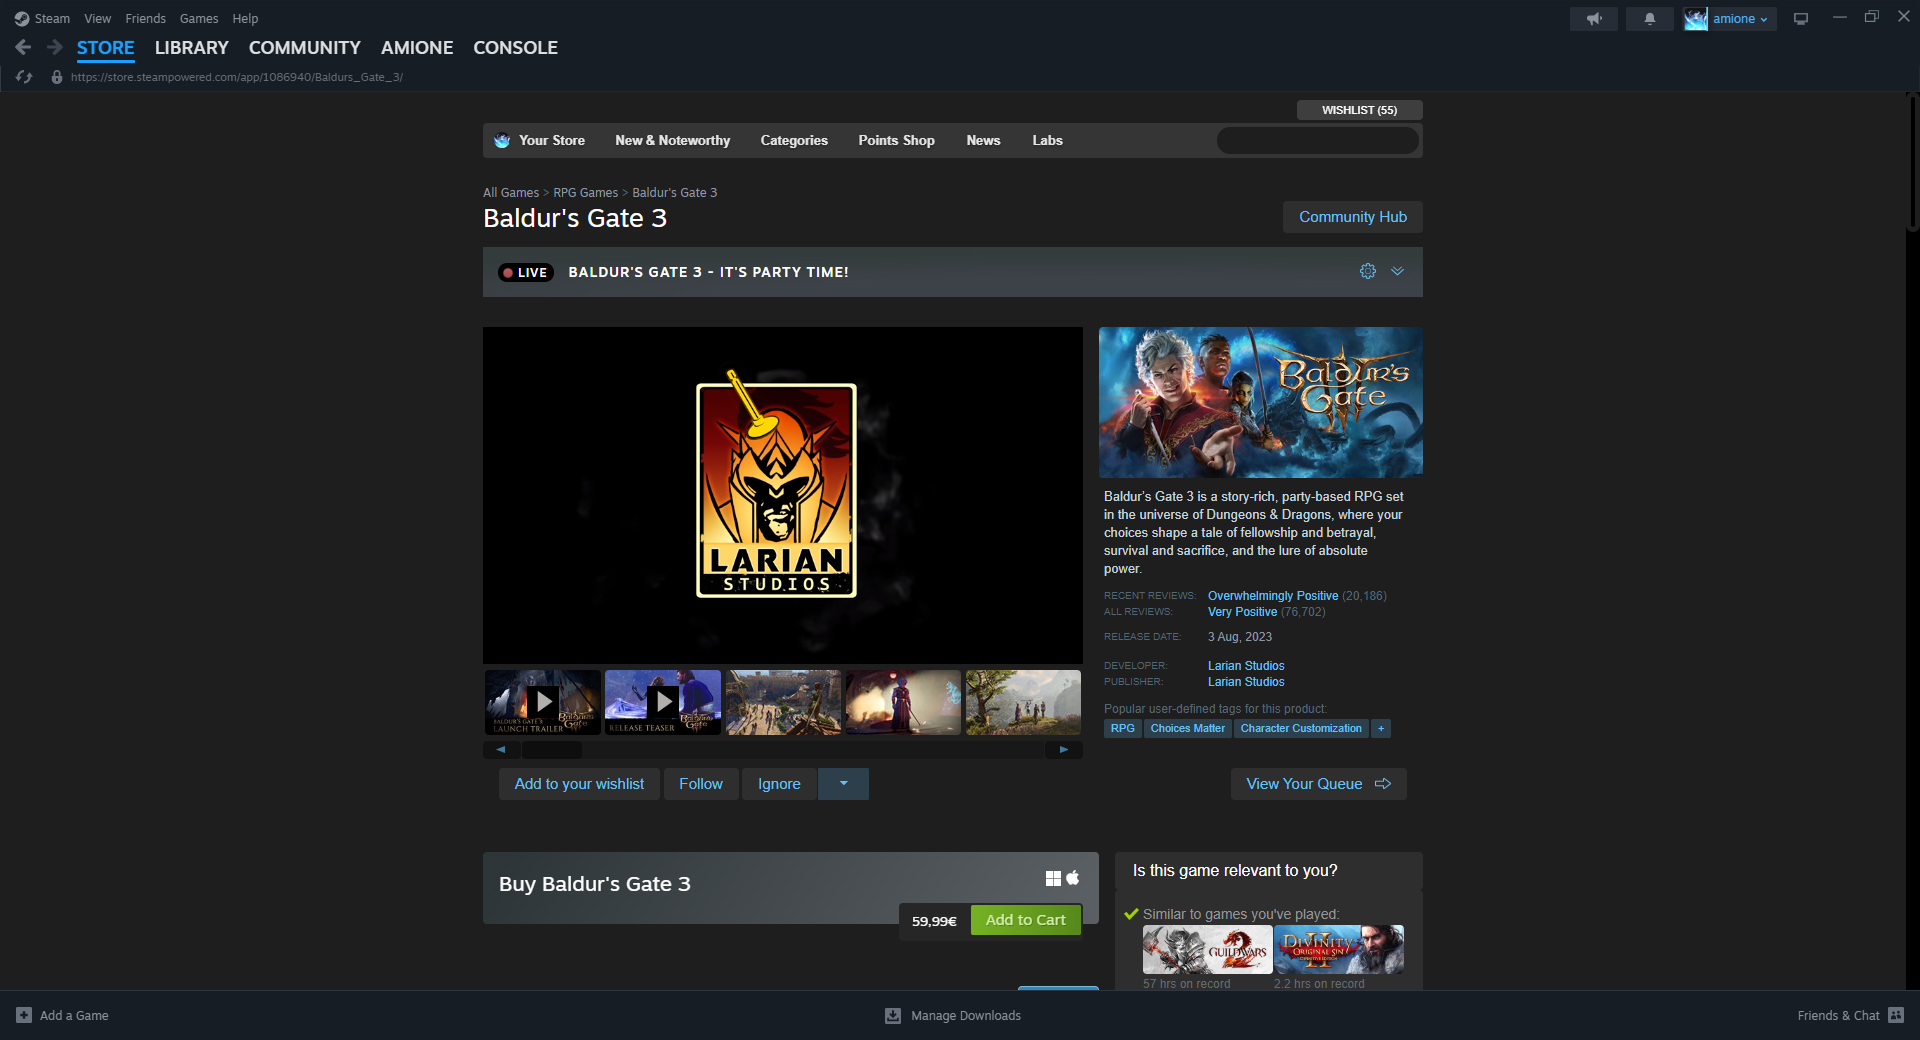 Steam View Friends Games Help
amione
STORE LIBRARY COMMUNITY AMIONE CONSOLE
https://store.steampowered.com/app/1086940/Baldurs_Gate_3/
WISHLIST (55)
Your Store New & Noteworthy Categories Points Shop News Labs
All Games > RPG Games > Baldur's Gate 3
Baldur's Gate 3
Community Hub
LIVE BALDUR'S GATE 3 - IT'S PARTY TIME!
LARIAN
STUDIOS
Baldur's
Gate
Baldur's Gate 3 is a story-rich, party-based RPG set
in the universe of Dungeons & Dragons, where your
choices shape a tale of fellowship and betrayal,
survival and sacrifice, and the lure of absolute
power.
RECENT REVIEWS: Overwhelmingly Positive (20,186)
ALL REVIEWS: Very Positive (76,702)
RELEASE DATE: 3 Aug, 2023
DEVELOPER: Larian Studios
PUBLISHER: Larian Studios
Popular user-defined tags for this product:
RPG Choices Matter Character Customization +
BALDUR'S GATE 3
LAUNCH TRAILER
Baldur's
Gate
RELEASE TEASER
Baldur's
Gate
Add to your wishlist Follow Ignore
View Your Queue
Buy Baldur's Gate 3
59,99€ Add to Cart
Is this game relevant to you?
Similar to games you've played:
GUILD WARS
2
DIVINITY
ORIGINAL SIN
II
DEFINITIVE EDITION
57 hrs on record 2.2 hrs on record
Add a Game
Manage Downloads
Friends & Chat